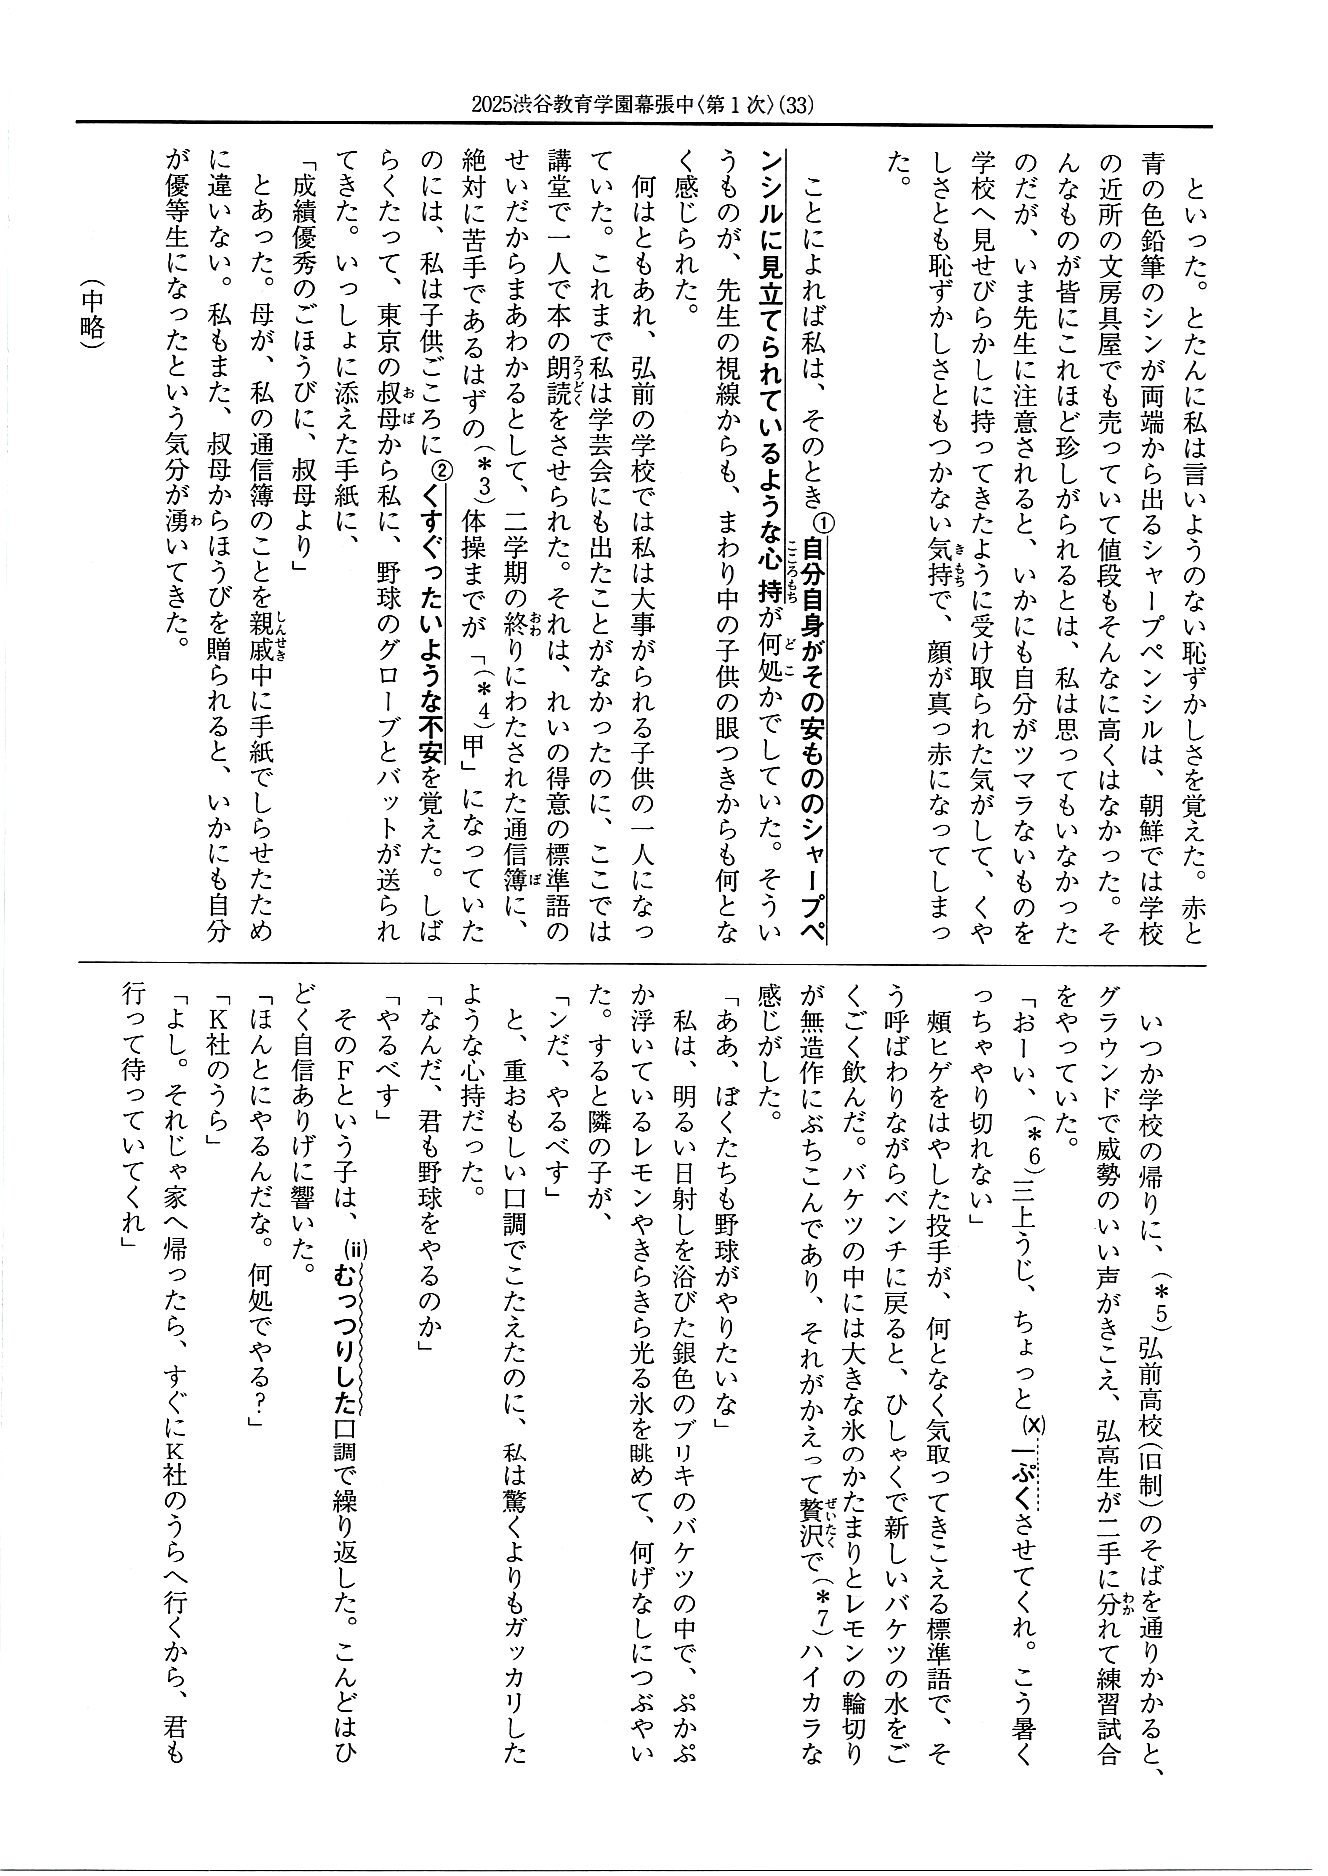 2025渋谷教育学園幕張中〈第1次〉(33)
といった。とたんに私は言いようのない恥ずかしさを覚えた。赤と
青の色鉛筆のシンが両端から出るシャープペンシルは、朝鮮では学校
の近所の文房具屋でも売っていて値段もそんなに高くはなかった。そ
んなものが皆にこれほど珍しがられるとは、私は思ってもいなかった
のだが、いま先生に注意されると、いかにも自分がツマラないものを
学校へ見せびらかしに持ってきたように受け取られた気がして、くや
しさとも恥ずかしさともつかない気持で、顔が真っ赤になってしまっ
た。
ことによれば私は、そのとき①自分自身がその安もののシャープペ
ンシルに見立てられているような心持が何処かでしていた。そうい
うものが、先生の視線からも、まわり中の子供の眼つきからも何とな
く感じられた。
何はともあれ、弘前の学校では私は大事がられる子供の一人になっ
ていた。これまで私は学芸会にも出たことがなかったのに、ここでは
講堂で一人で本の朗読をさせられた。それは、れいの得意の標準語の
せいだからまあわかるとして、二学期の終りにわたされた通信簿に、
絶対に苦手であるはずの(*3)体操までが「(*4)甲」になっていた
のには、私は子供ごころに②くすぐったいような不安を覚えた。しば
らくたって、東京の叔母から私に、野球のグローブとバットが送られ
てきた。いっしょに添えた手紙に、
「成績優秀のごほうびに、叔母より」
とあった。母が、私の通信簿のことを親戚中に手紙でしらせたため
に違いない。私もまた、叔母からほうびを贈られると、いかにも自分
が優等生になったという気分が湧いてきた。
(中略)
いつか学校の帰りに、(*5)弘前高校(旧制)のそばを通りかかると、
グラウンドで威勢のいい声がきこえ、弘高生が二手に分れて練習試合
をやっていた。
「おーい、(*6)三上うじ、ちょっと(X)一ぷくさせてくれ。こう暑く
っちゃやり切れない」
頰ヒゲをはやした投手が、何となく気取ってきこえる標準語で、そ
う呼ばわりながらベンチに戻ると、ひしゃくで新しいバケツの水をご
くごく飲んだ。バケツの中には大きな氷のかたまりとレモンの輪切り
が無造作にぶちこんであり、それがかえって贅沢で(*7)ハイカラな
感じがした。
「ああ、ぼくたちも野球がやりたいな」
私は、明るい日射しを浴びた銀色のブリキのバケツの中で、ぷかぷ
か浮いているレモンやきらきら光る氷を眺めて、何げなしにつぶやい
た。すると隣の子が、
「ンだ、やるべす」
と、重おもしい口調でこたえたのに、私は驚くよりもガッカリした
ような心持だった。
「なんだ、君も野球をやるのか」
「やるべす」
そのFという子は、(ii)むっつりした口調で繰り返した。こんどはひ
どく自信ありげに響いた。
「ほんとにやるんだな。何処でやる?」
「K社のうら」
「よし。それじゃ家へ帰ったら、すぐにK社のうらへ行くから、君も
行って待っていてくれ」